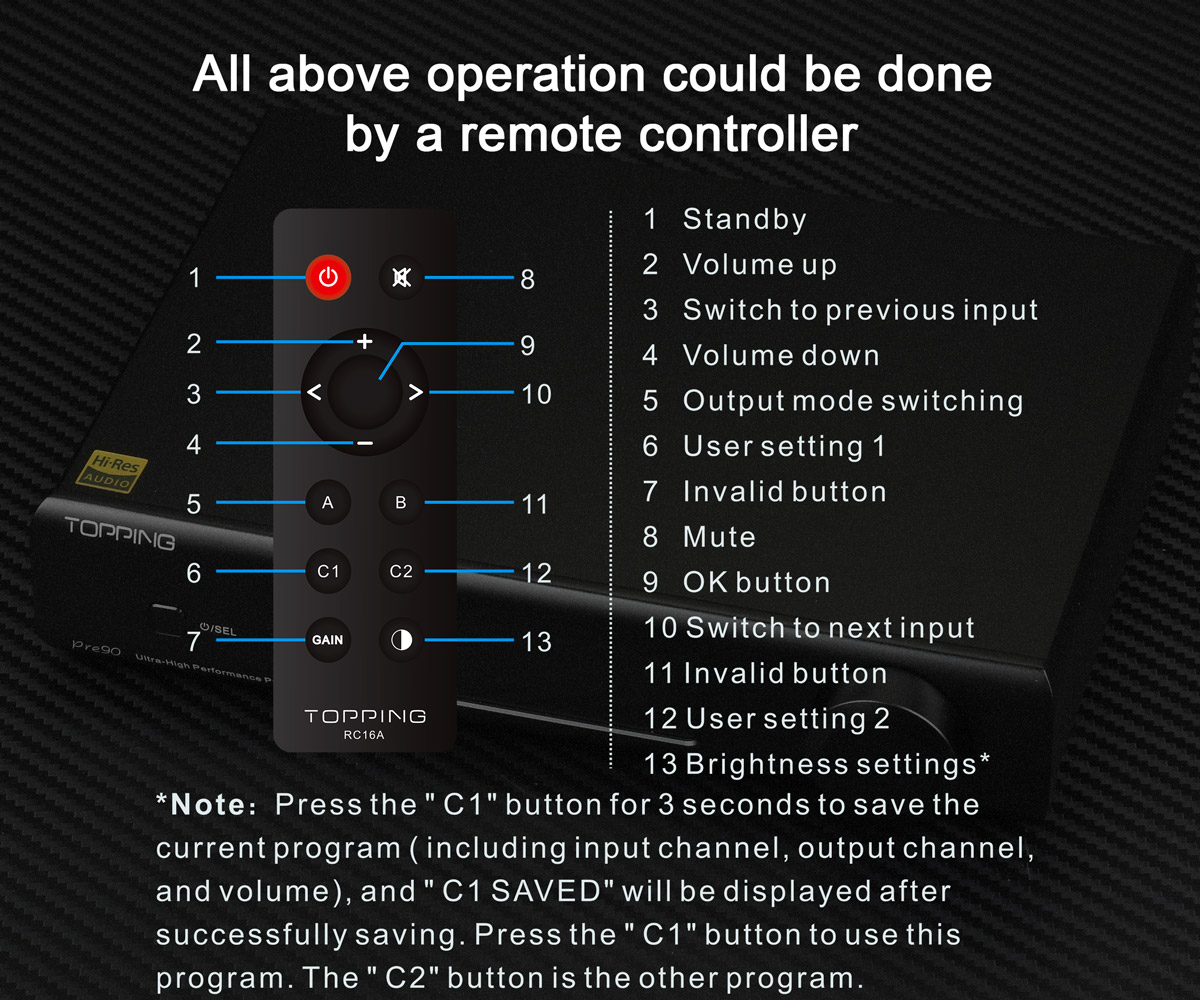 All above operation could be done
by a remote controller
1
2
3
4
5
6
7
8
9
10
11
12
13
A
B
C1
C2
GAIN
TOPPING
RC16A
1 Standby
2 Volume up
3 Switch to previous input
4 Volume down
5 Output mode switching
6 User setting 1
7 Invalid button
8 Mute
9 OK button
10 Switch to next input
11 Invalid button
12 User setting 2
13 Brightness settings*
Hi-Res
AUDIO
TOPPING
⏻/SEL
Pre90
Ultra-High Performance
*Note: Press the " C1" button for 3 seconds to save the
current program ( including input channel, output channel,
and volume), and " C1 SAVED" will be displayed after
successfully saving. Press the " C1" button to use this
program. The " C2" button is the other program.